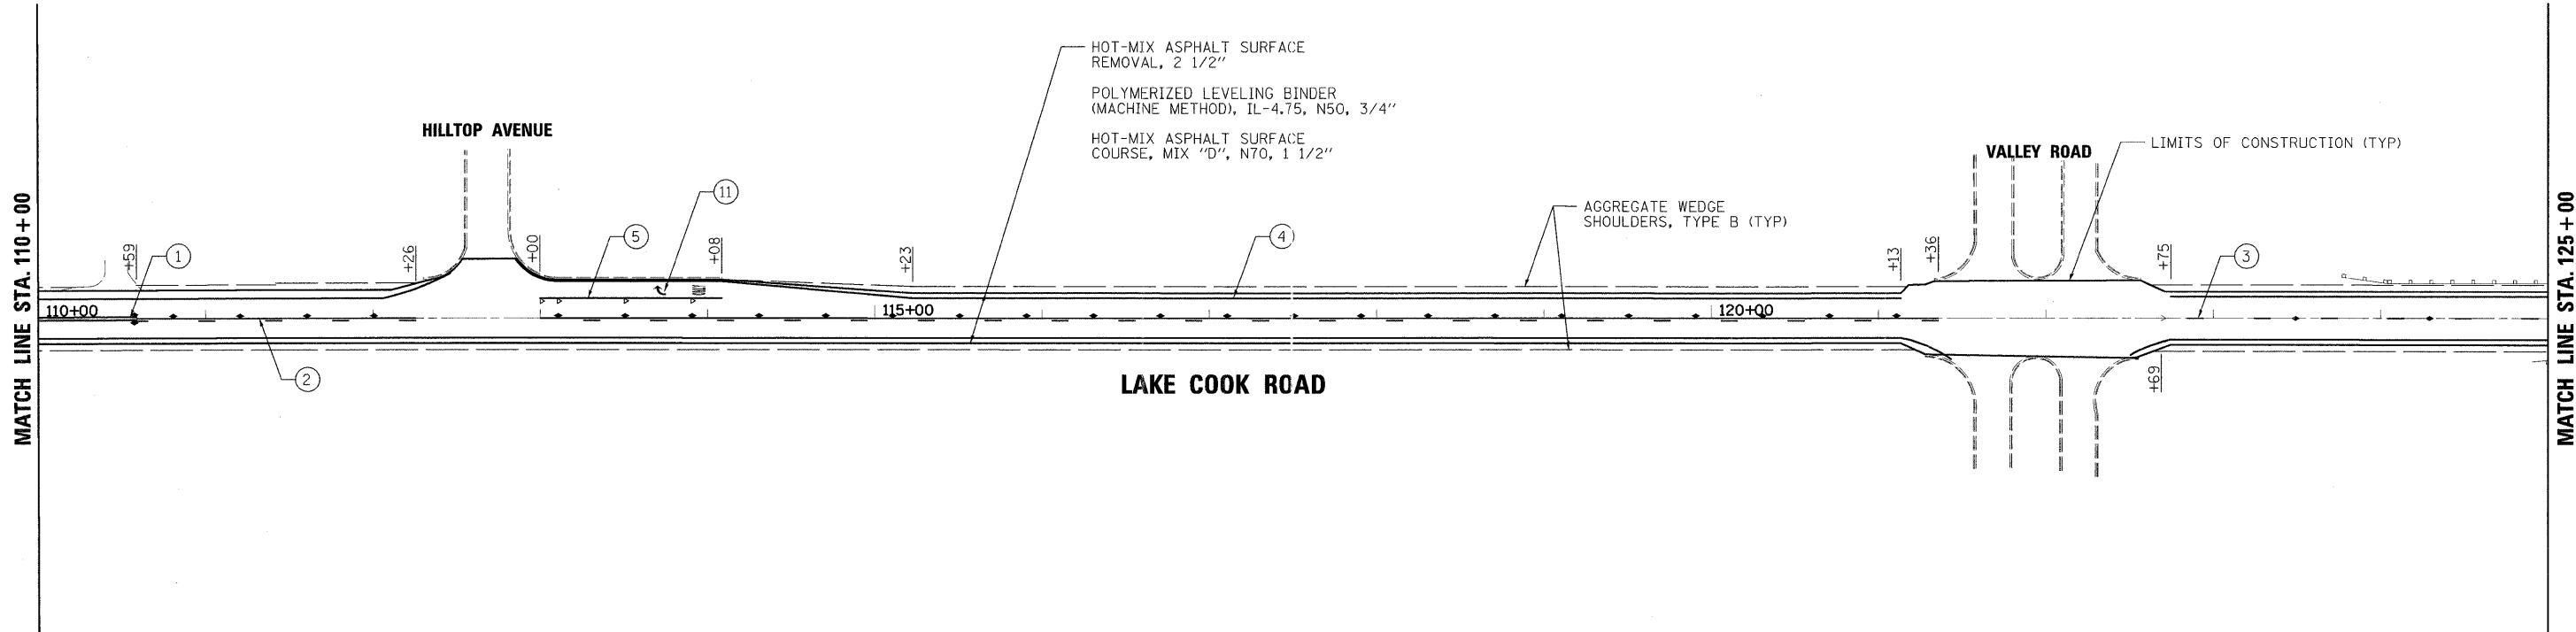 HOT-MIX ASPHALT SURFACE
REMOVAL, 2 1/2"
POLYMERIZED LEVELING BINDER
(MACHINE METHOD), IL-4.75, N50, 3/4"
HOT-MIX ASPHALT SURFACE
COURSE, MIX "D", N70, 1 1/2"
HILLTOP AVENUE
VALLEY ROAD
LIMITS OF CONSTRUCTION (TYP)
AGGREGATE WEDGE
SHOULDERS, TYPE B (TYP)
MATCH LINE STA. 110+00
+59
1
+26
+00
5
11
+08
+23
4
+13
+36
+75
3
110+00
115+00
120+00
2
LAKE COOK ROAD
+69
MATCH LINE STA. 125+00